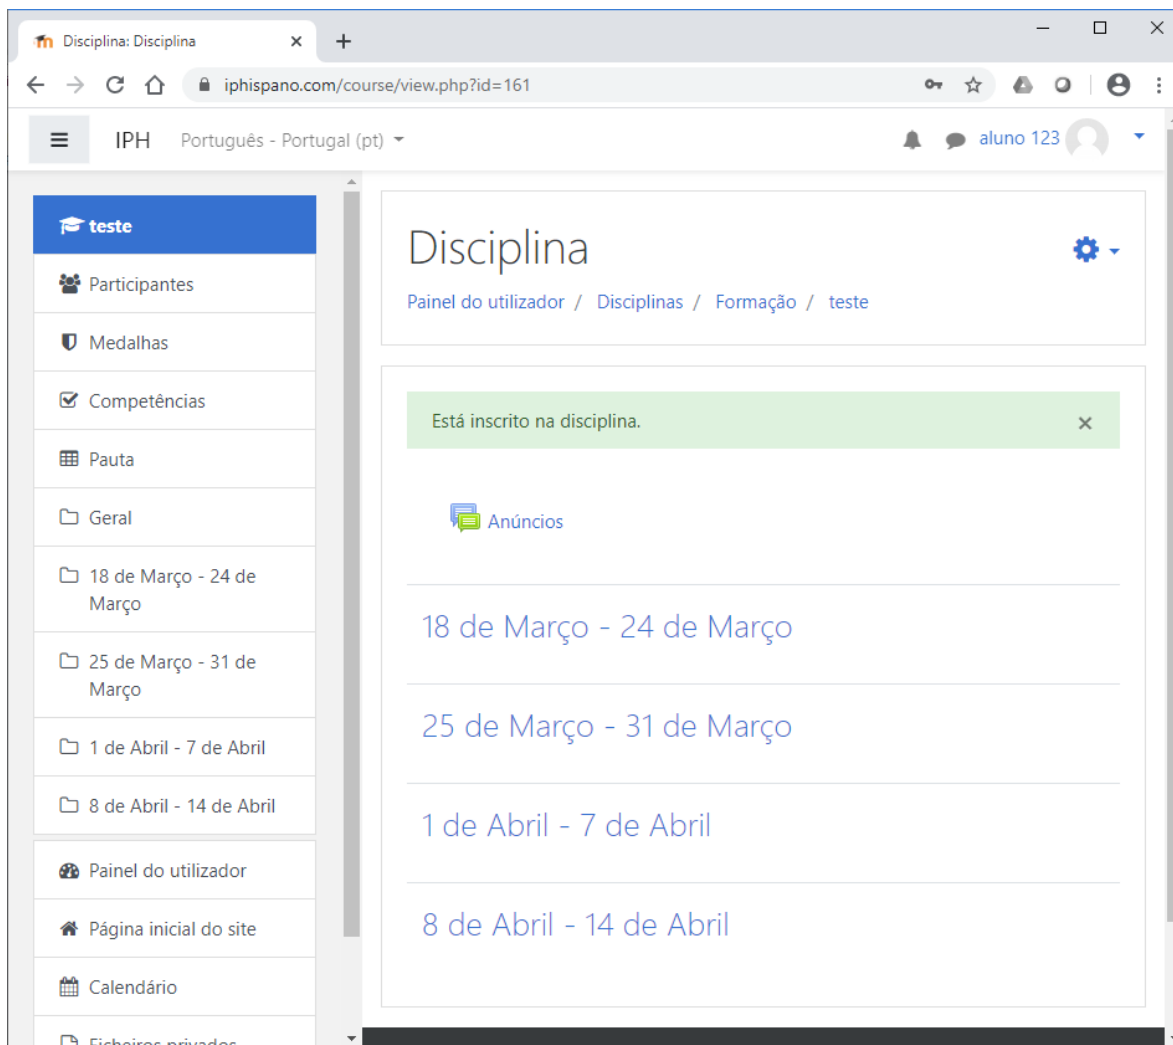 Disciplina: Disciplina
iphispano.com/course/view.php?id=161
IPH Português - Portugal (pt)
aluno 123
teste
Participantes
Medalhas
Competências
Pauta
Geral
18 de Março - 24 de
Março
25 de Março - 31 de
Março
1 de Abril - 7 de Abril
8 de Abril - 14 de Abril
Painel do utilizador
Página inicial do site
Calendário
Ficheiros privados
Disciplina
Painel do utilizador / Disciplinas / Formação / teste
Está inscrito na disciplina.
Anúncios
18 de Março - 24 de Março
25 de Março - 31 de Março
1 de Abril - 7 de Abril
8 de Abril - 14 de Abril